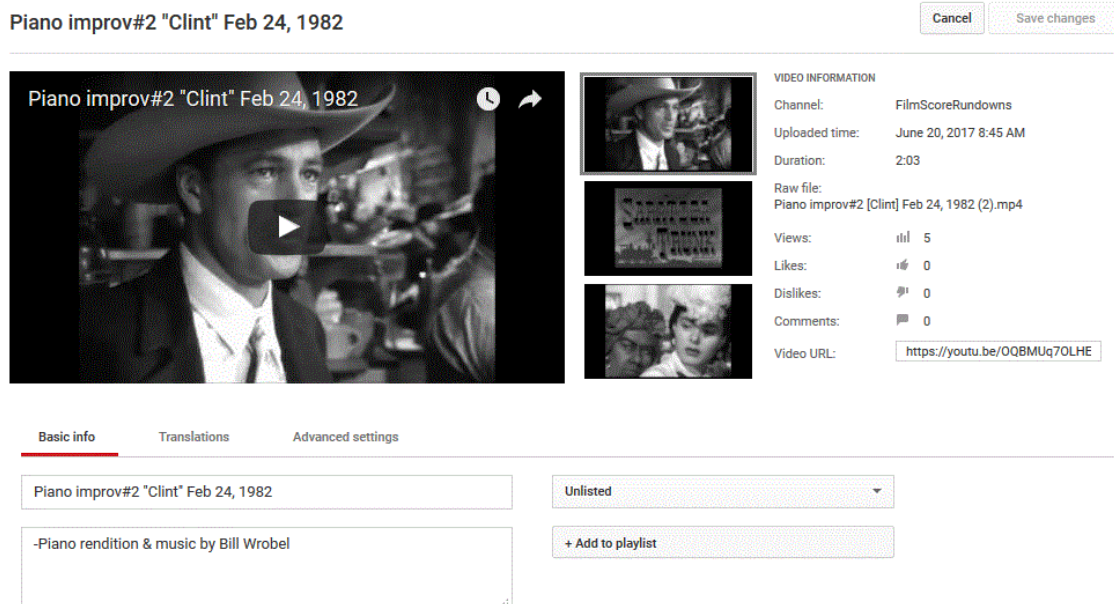 Piano improv#2 "Clint" Feb 24, 1982
Cancel
Save changes
Piano improv#2 "Clint" Feb 24, 1982
SARATOGA
TRUNK
VIDEO INFORMATION
Channel: FilmScoreRundowns
Uploaded time: June 20, 2017 8:45 AM
Duration: 2:03
Raw file:
Piano improv#2 [Clint] Feb 24, 1982 (2).mp4
Views: 5
Likes: 0
Dislikes: 0
Comments: 0
Video URL: https://youtu.be/OQBMUq7OLHE
Basic info
Translations
Advanced settings
Piano improv#2 "Clint" Feb 24, 1982
Unlisted
-Piano rendition & music by Bill Wrobel
+ Add to playlist